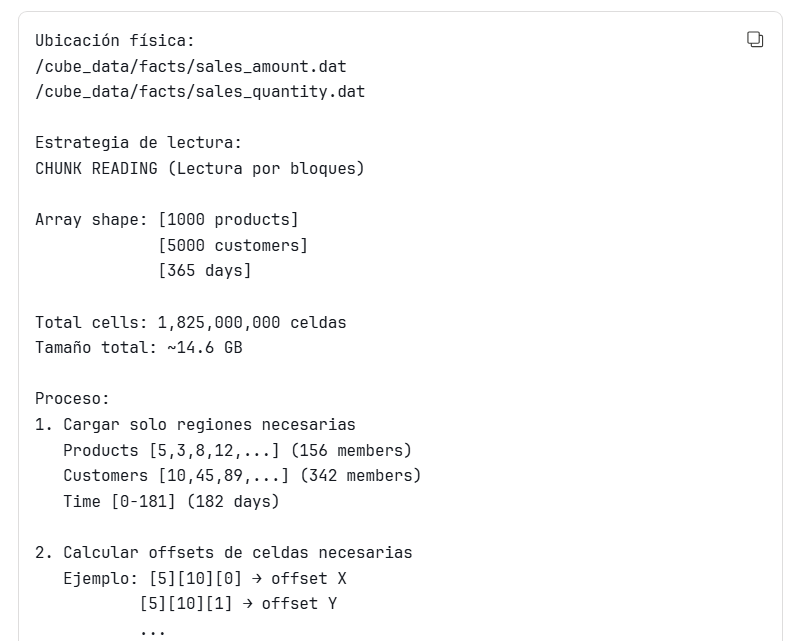 Ubicación física:
/cube_data/facts/sales_amount.dat
/cube_data/facts/sales_quantity.dat
Estrategia de lectura:
CHUNK READING (Lectura por bloques)
Array shape: [1000 products]
[5000 customers]
[365 days]
Total cells: 1,825,000,000 celdas
Tamaño total: ~14.6 GB
Proceso:
1. Cargar solo regiones necesarias
Products [5,3,8,12,...] (156 members)
Customers [10,45,89,...] (342 members)
Time [0-181] (182 days)
2. Calcular offsets de celdas necesarias
Ejemplo: [5][10][0] → offset X
[5][10][1] → offset Y
...